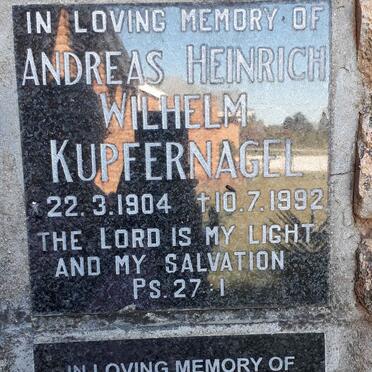 IN LOVING MEMORY OF
ANDREAS HEINRICH
WILHELM
KUPFERNAGEL
* 22.3.1904 †10.7.1992
THE LORD IS MY LIGHT
AND MY SALVATION
PS. 27:1
IN LOVING MEMORY OF